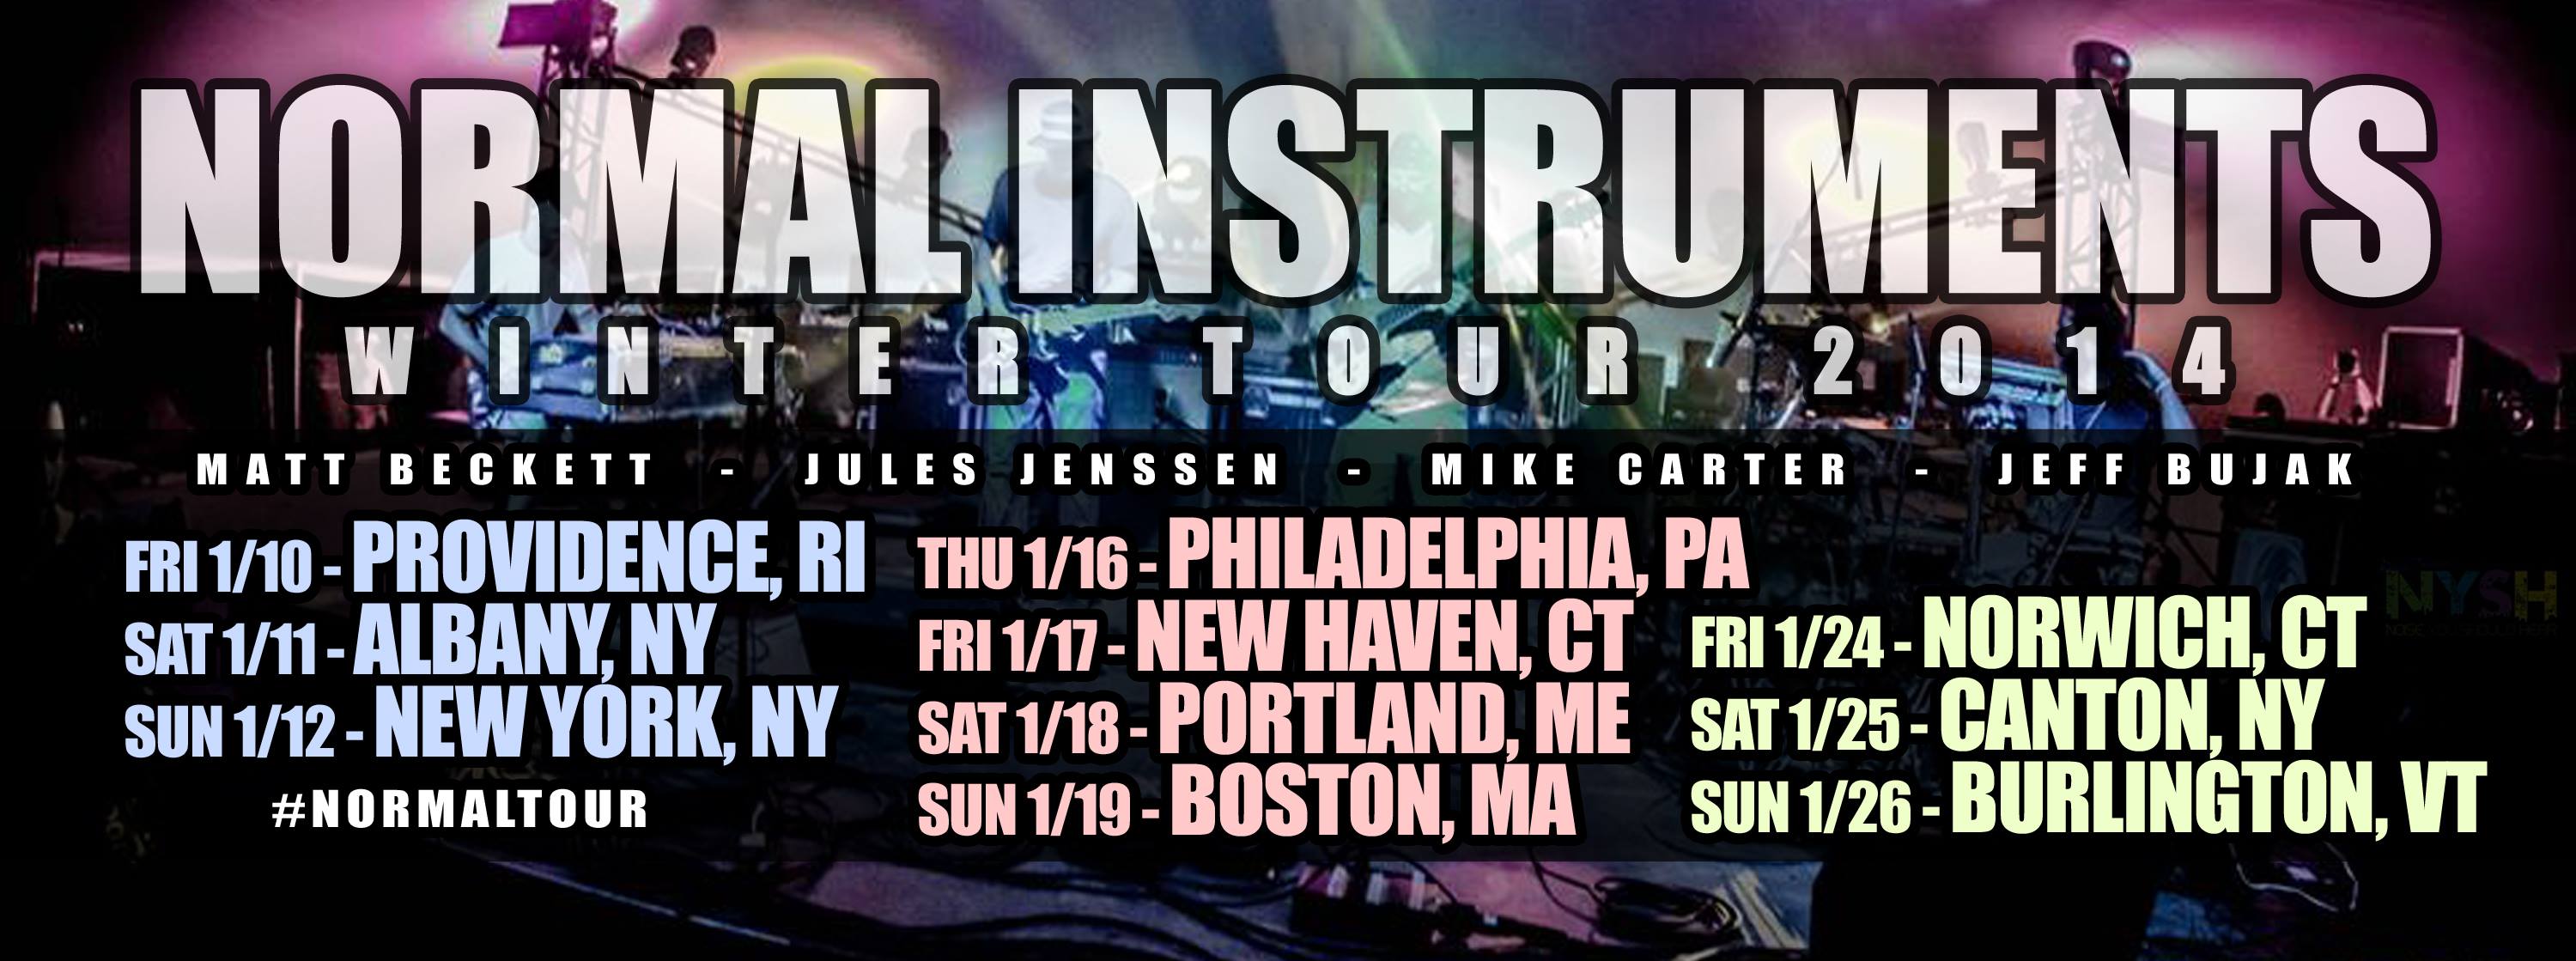 NORMAL INSTRUMENTS
WINTER TOUR 2014
MATT BECKETT - JULES JENSSEN - MIKE CARTER - JEFF BUJAK
FRI 1/10 - PROVIDENCE, RI
SAT 1/11 - ALBANY, NY
SUN 1/12 - NEW YORK, NY
#NORMALTOUR
THU 1/16 - PHILADELPHIA, PA
FRI 1/17 - NEW HAVEN, CT
SAT 1/18 - PORTLAND, ME
SUN 1/19 - BOSTON, MA
FRI 1/24 - NORWICH, CT
SAT 1/25 - CANTON, NY
SUN 1/26 - BURLINGTON, VT
NYSH